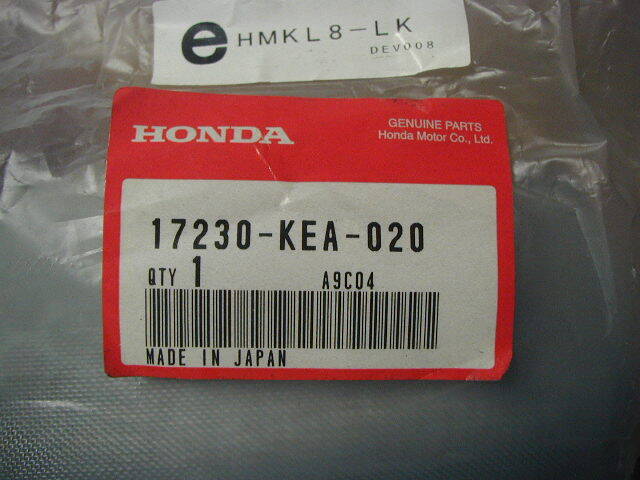 e HMKL8-LK
DEV008
HONDA
GENUINE PARTS
Honda Motor Co., Ltd.
17230-KEA-020
QTY 1 A9C04
MADE IN JAPAN